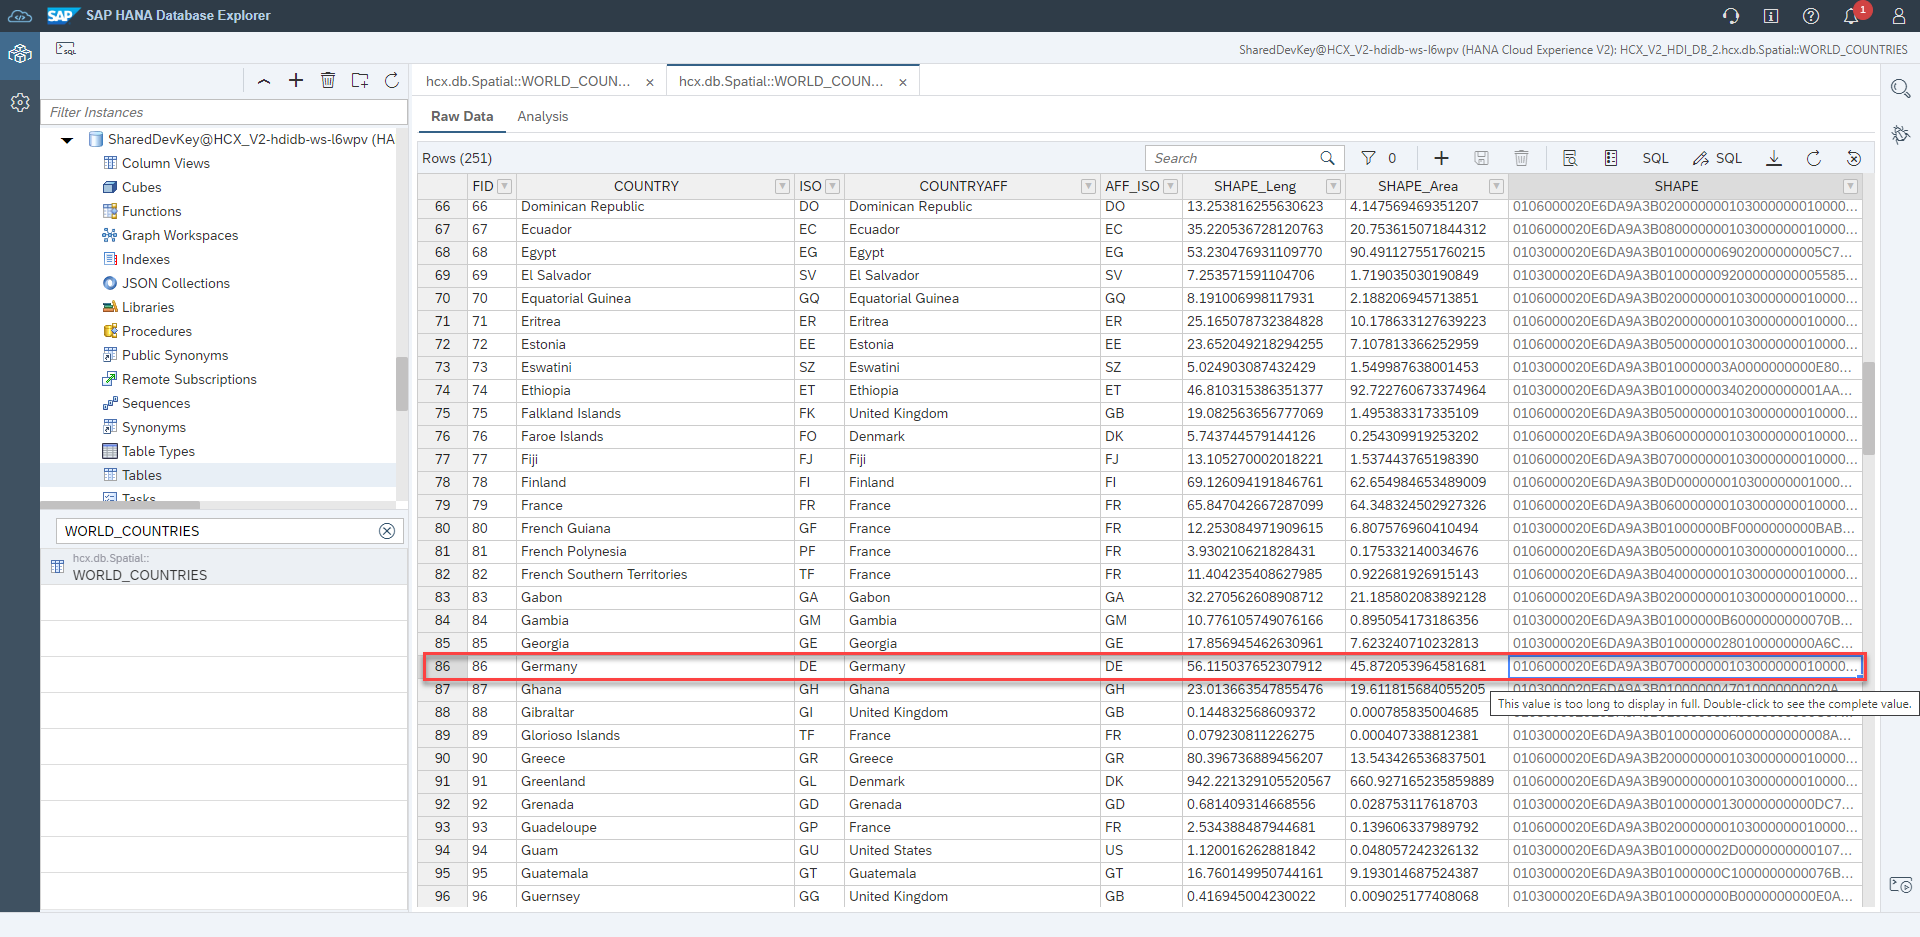 SAP SAP HANA Database Explorer
1
SQL
SharedDevKey@HCX_V2-hdidb-ws-l6wpv (HANA Cloud Experience V2): HCX_V2_HDI_DB_2.hcx.db.Spatial::WORLD_COUNTRIES
Filter Instances
SharedDevKey@HCX_V2-hdidb-ws-l6wpv (HA
Column Views
Cubes
Functions
Graph Workspaces
Indexes
JSON Collections
Libraries
Procedures
Public Synonyms
Remote Subscriptions
Sequences
Synonyms
Table Types
Tables
Tasks
WORLD_COUNTRIES
hcx.db.Spatial::
WORLD_COUNTRIES
hcx.db.Spatial::WORLD_COUN... × hcx.db.Spatial::WORLD_COUN... ×
Raw Data Analysis
Rows (251) Search 0 SQL SQL
FID COUNTRY ISO COUNTRYAFF AFF_ISO SHAPE_Leng SHAPE_Area SHAPE
66 66 Dominican Republic DO Dominican Republic DO 13.253816255630623 4.147569469351207 0106000020E6DA9A3B020000000103000000010000...
67 67 Ecuador EC Ecuador EC 35.220536728120763 20.753615071844312 0106000020E6DA9A3B080000000103000000010000...
68 68 Egypt EG Egypt EG 53.230476931109770 90.491127551760215 0103000020E6DA9A3B010000006902000000005C7...
69 69 El Salvador SV El Salvador SV 7.253571591104706 1.719035030190849 0103000020E6DA9A3B01000000920000000005585...
70 70 Equatorial Guinea GQ Equatorial Guinea GQ 8.191006998117931 2.188206945713851 0106000020E6DA9A3B020000000103000000010000...
71 71 Eritrea ER Eritrea ER 25.165078732384828 10.178633127639223 0106000020E6DA9A3B020000000103000000010000...
72 72 Estonia EE Estonia EE 23.652049218294255 7.107813366252959 0106000020E6DA9A3B050000000103000000010000...
73 73 Eswatini SZ Eswatini SZ 5.024903087432429 1.549987638001453 0103000020E6DA9A3B010000003A0000000000E80...
74 74 Ethiopia ET Ethiopia ET 46.810315386351377 92.722760673374964 0103000020E6DA9A3B010000003402000000001AA...
75 75 Falkland Islands FK United Kingdom GB 19.082563656777069 1.495383317335109 0106000020E6DA9A3B050000000103000000010000...
76 76 Faroe Islands FO Denmark DK 5.743744579144126 0.254309919253202 0106000020E6DA9A3B060000000103000000010000...
77 77 Fiji FJ Fiji FJ 13.105270002018221 1.537443765198390 0106000020E6DA9A3B070000000103000000010000...
78 78 Finland FI Finland FI 69.126094191846761 62.654984653489009 0106000020E6DA9A3B0D000000010300000001000...
79 79 France FR France FR 65.847042667287099 64.348324502927326 0106000020E6DA9A3B060000000103000000010000...
80 80 French Guiana GF France FR 12.253084971909615 6.807576960410494 0103000020E6DA9A3B01000000BF0000000000BAB...
81 81 French Polynesia PF France FR 3.930210621828431 0.175332140034676 0106000020E6DA9A3B050000000103000000010000...
82 82 French Southern Territories TF France FR 11.404235408627985 0.922681926915143 0106000020E6DA9A3B040000000103000000010000...
83 83 Gabon GA Gabon GA 32.270562608908712 21.185802083892128 0106000020E6DA9A3B020000000103000000010000...
84 84 Gambia GM Gambia GM 10.776105749076166 0.895054173186356 0103000020E6DA9A3B01000000B6000000000070B...
85 85 Georgia GE Georgia GE 17.856945462630961 7.623240710232813 0103000020E6DA9A3B010000000280100000000A6C...
86 86 Germany DE Germany DE 56.115037652307912 45.872053964581681 0106000020E6DA9A3B070000000103000000010000...
87 87 Ghana GH Ghana GH 23.013663547855476 19.611815684055205
88 88 Gibraltar GI United Kingdom GB 0.144832568609372 0.000785835004685
This value is too long to display in full. Double-click to see the complete value.
89 89 Glorioso Islands TF France FR 0.079230811226275 0.000407338812381 0103000020E6DA9A3B0100000006000000000008A...
90 90 Greece GR Greece GR 80.396736889456207 13.543426536837501 0106000020E6DA9A3B200000000103000000010000...
91 91 Greenland GL Denmark DK 942.221329105520567 660.927165235859889 0106000020E6DA9A3B900000000103000000010000...
92 92 Grenada GD Grenada GD 0.681409314668556 0.028753117618703 0103000020E6DA9A3B01000000130000000000DC7...
93 93 Guadeloupe GP France FR 2.534388487944681 0.139606337989792 0106000020E6DA9A3B020000000103000000010000...
94 94 Guam GU United States US 1.120016262881842 0.048057242326132 0103000020E6DA9A3B010000002D0000000000107...
95 95 Guatemala GT Guatemala GT 16.760149950744161 9.193014687524387 0103000020E6DA9A3B01000000C1000000000076B...
96 96 Guernsey GG United Kingdom GB 0.416945004230022 0.009025177408068 0103000020E6DA9A3B010000000B0000000000E0A...